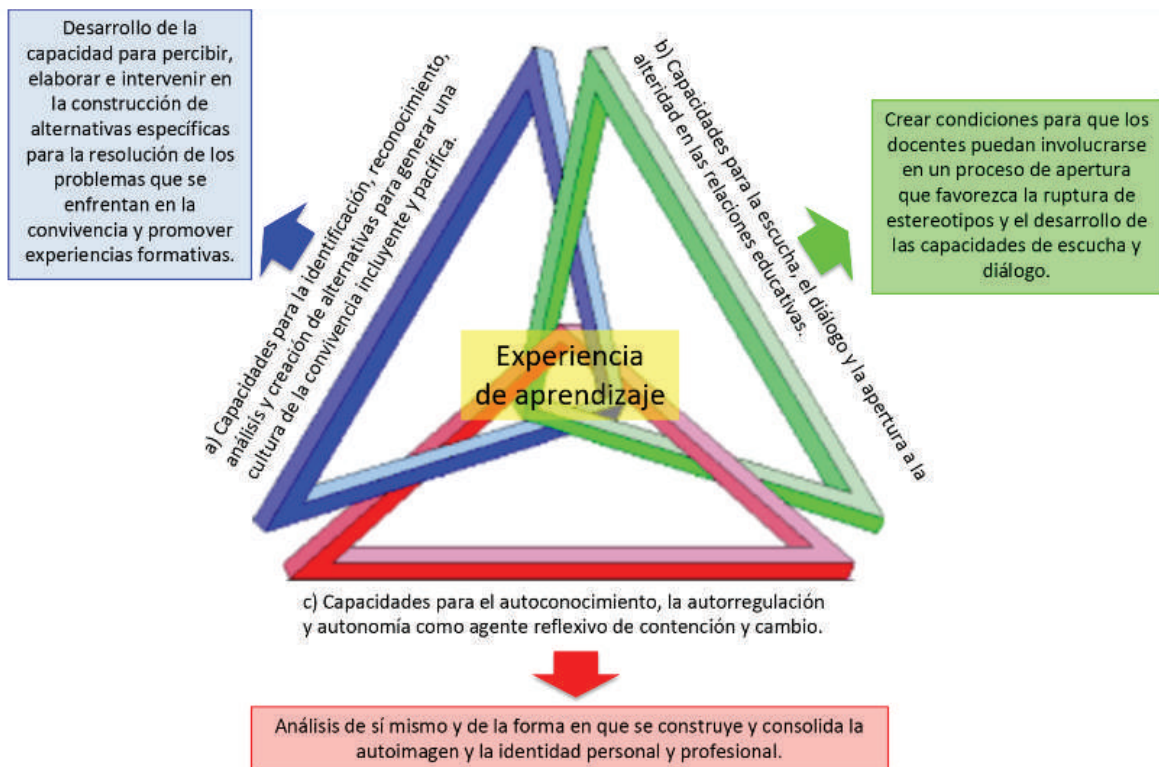 Desarrollo de la
capacidad para percibir,
elaborar e intervenir en
la construcción de
alternativas específicas
para la resolución de los
problemas que se
enfrentan en la
convivencia y promover
experiencias formativas.
a) Capacidades para la identificación, reconocimiento,
análisis y creación de alternativas para generar una
cultura de la convivencia incluyente y pacífica.
b) Capacidades para la escucha, el diálogo y la apertura a la
alteridad en las relaciones educativas.
Crear condiciones para que los
docentes puedan involucrarse
en un proceso de apertura
que favorezca la ruptura de
estereotipos y el desarrollo de
las capacidades de escucha y
diálogo.
Experiencia
de aprendizaje
c) Capacidades para el autoconocimiento, la autorregulación
y autonomía como agente reflexivo de contención y cambio.
Análisis de sí mismo y de la forma en que se construye y consolida la
autoimagen y la identidad personal y profesional.